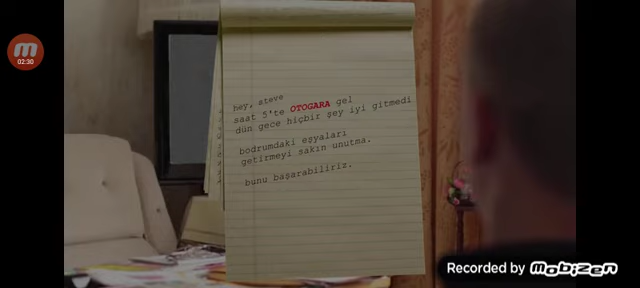 02:30
hey, steve
saat 5'te OTOGARA gel
dün gece hiçbir şey iyi gitmedi
bodrumdaki eşyaları
getirmeyi sakın unutma.
bunu başarabiliriz.
Recorded by mobizen